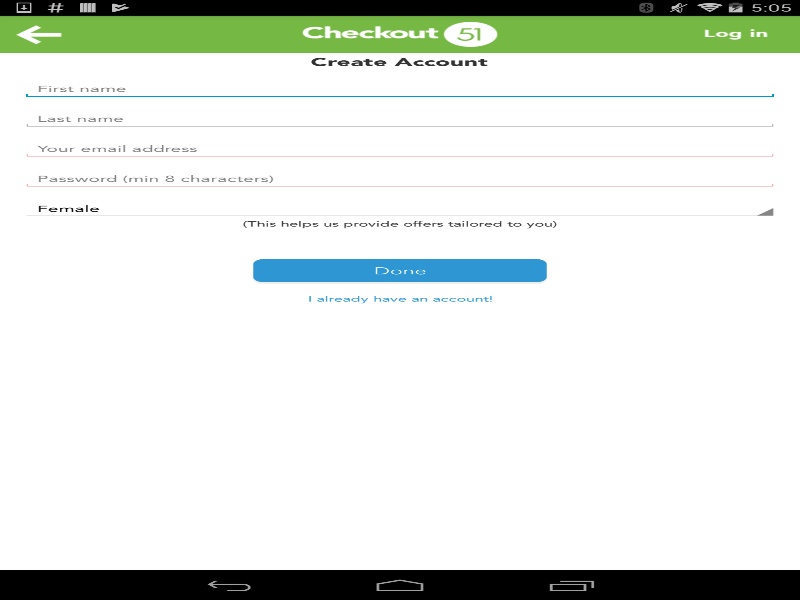 5:05
Checkout 51
Log in
Create Account
First name
Last name
Your email address
Password (min 8 characters)
Female
(This helps us provide offers tailored to you)
Done
I already have an account!